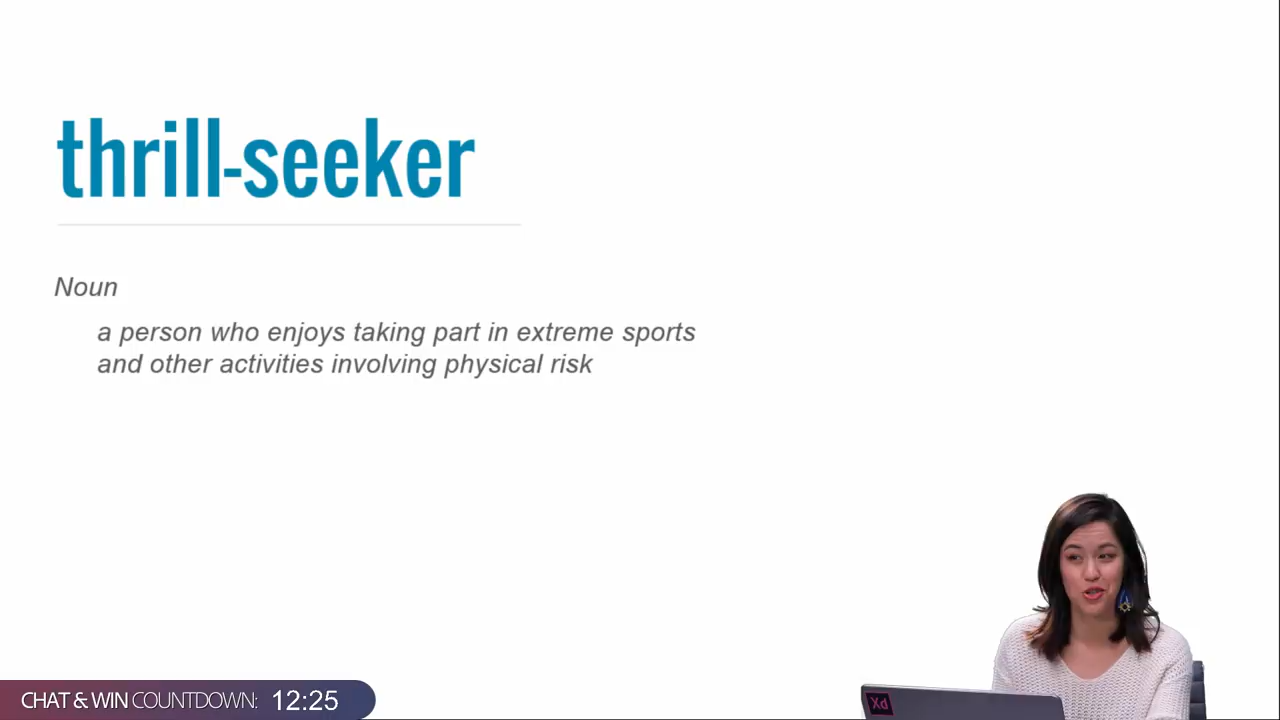 thrill-seeker
Noun
a person who enjoys taking part in extreme sports
and other activities involving physical risk
Xd
CHAT & WIN COUNTDOWN: 12:25